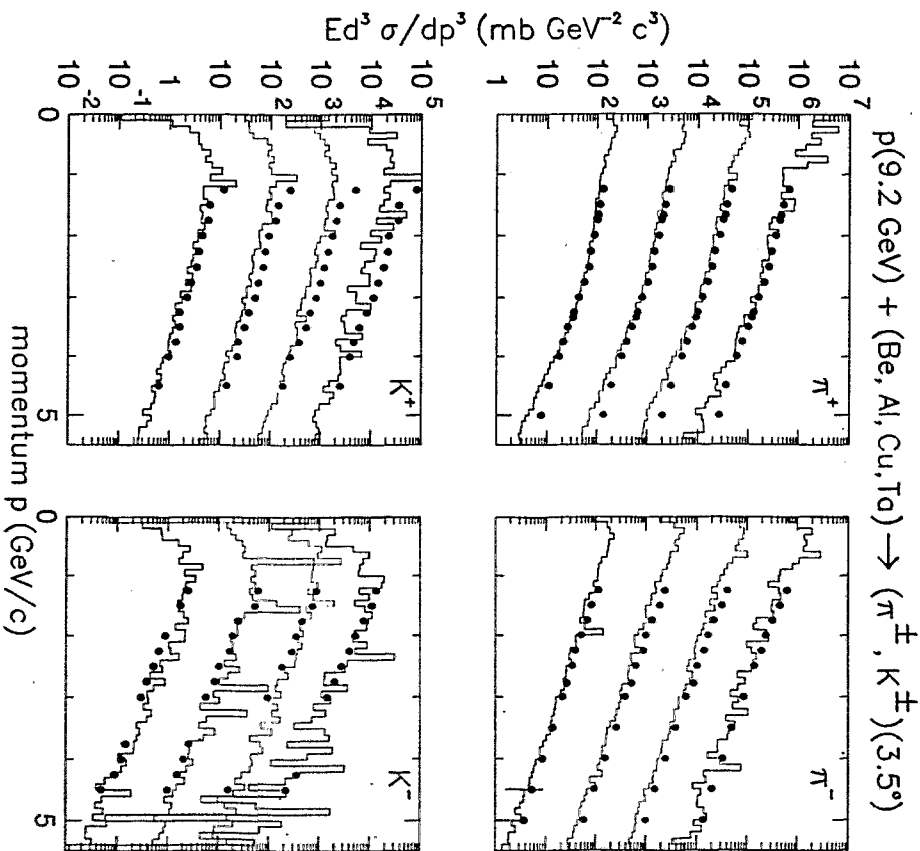 p(9.2 GeV) + (Be, Al, Cu, Ta) → (π±, K±)(3.5°)
Ed³ σ/dp³ (mb GeV⁻² c³)
10⁷
10⁶
10⁵
10⁴
10³
10²
10
1
π⁺
π⁻
10⁵
10⁴
10³
10²
10
1
10⁻¹
10⁻²
K⁺
K⁻
0
5
0
5
momentum p (GeV/c)